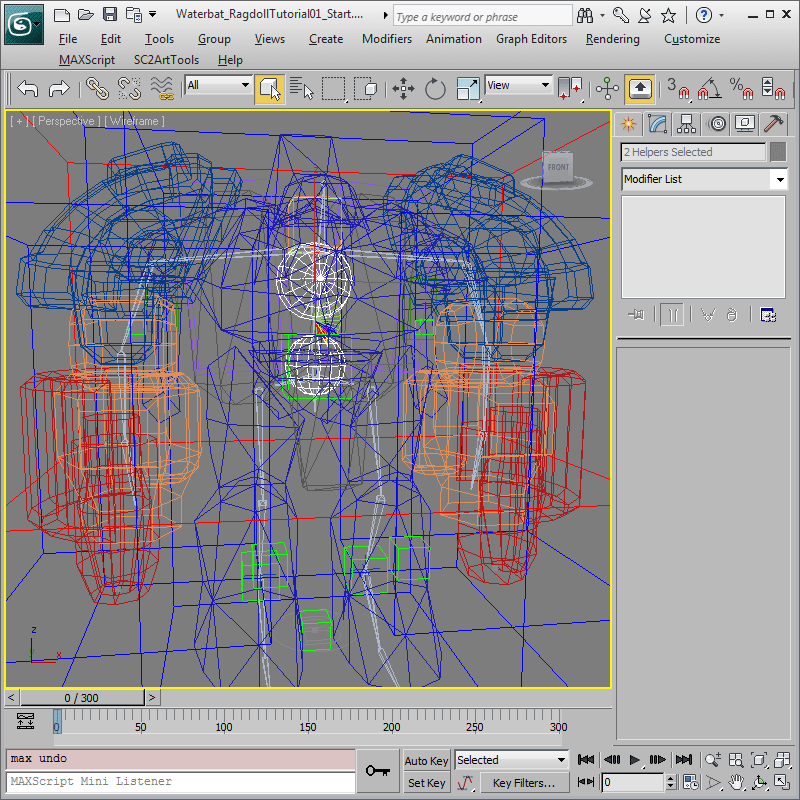 Waterbat_RagdollTutorial01_Start....
Type a keyword or phrase
File Edit Tools Group Views Create Modifiers Animation Graph Editors Rendering Customize
MAXScript SC2ArtTools Help
All
View
3
%
[ + ] [ Perspective ] [ Wireframe ]
FRONT
2 Helpers Selected
Modifier List
z
x
< 0 / 300 >
0 50 100 150 200 250 300
max undo
MAXScript Mini Listener
Auto Key Selected
Set Key Key Filters...
0